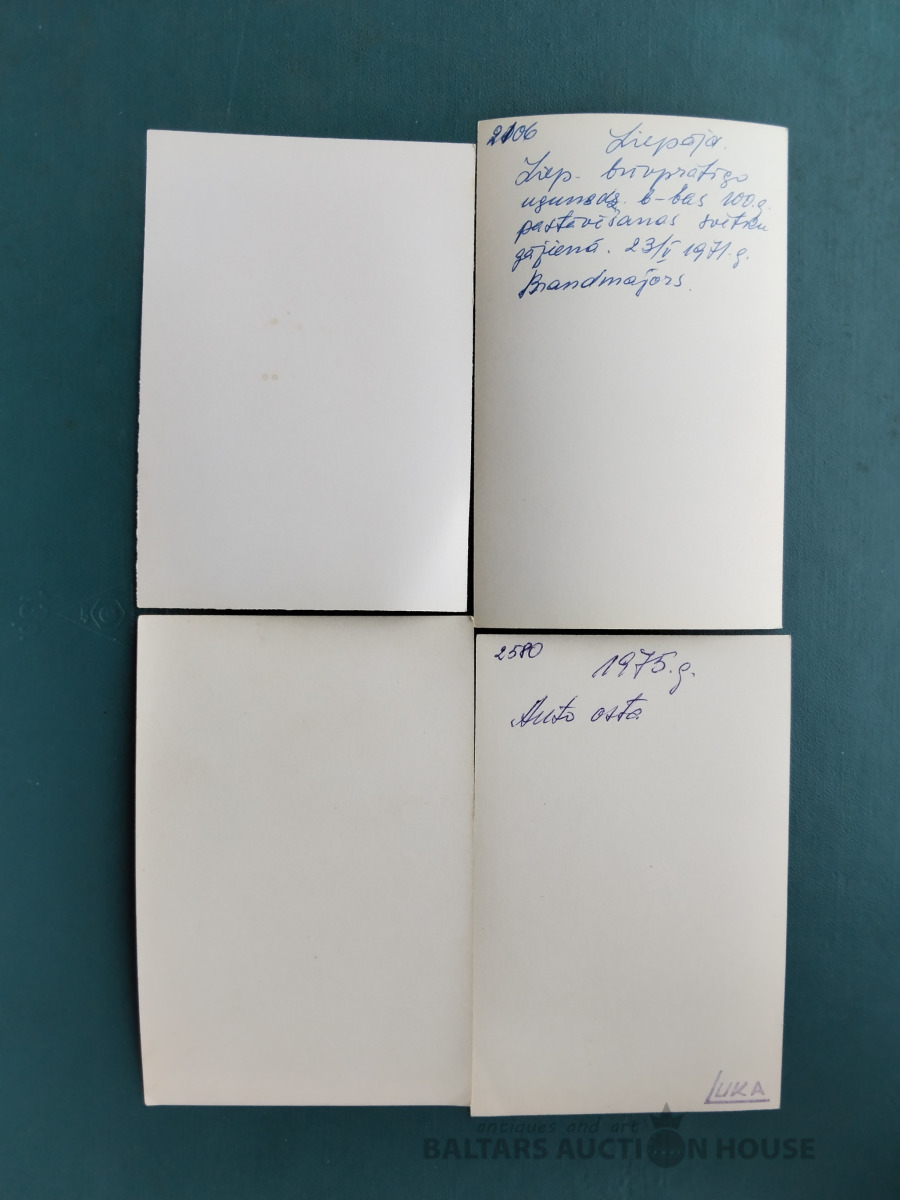 2106 Liepāja.
Liep. brīvprātīgo
ugunsdz. b-bas 100.g.
pastāvēšanas svētku
gājienā. 23/V 1971.g.
Brandmajors.
2580 1975.g.
Auto osta
LUKA
antiques and art
BALTARS AUCTION HOUSE